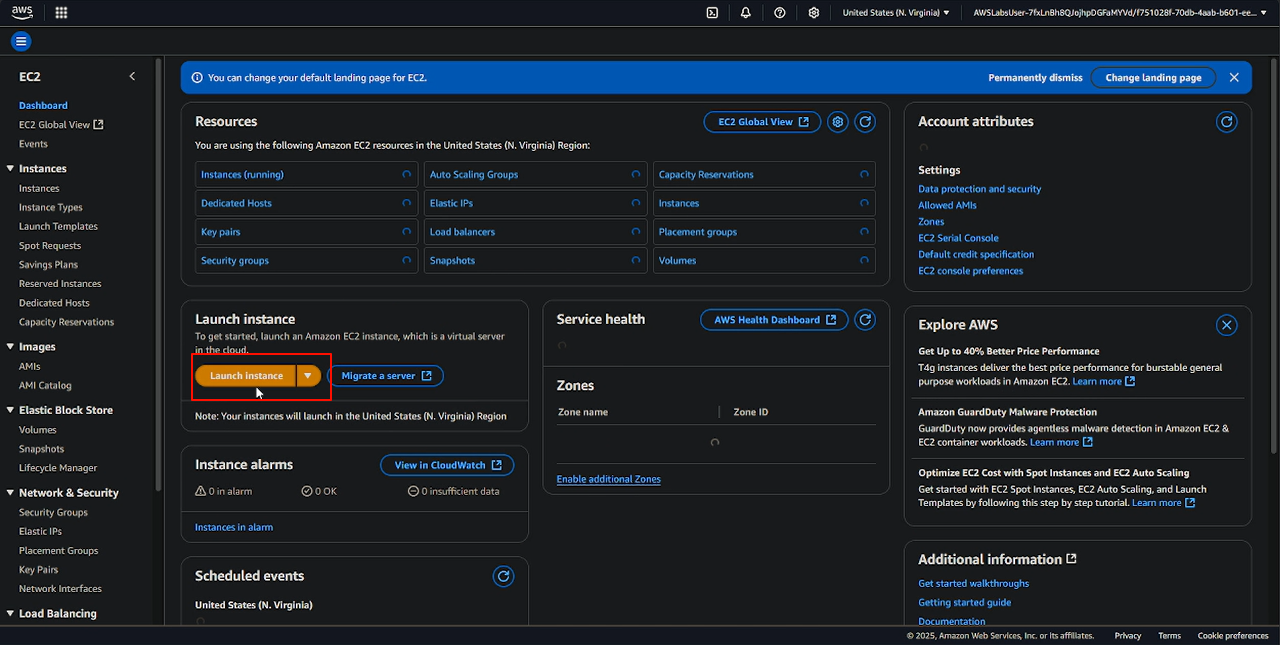 aws
United States (N. Virginia)
AWSLabsUser-7fxLnBh8QJojhpDGFaMYVd/f751028f-70db-4aab-b601-ee...
EC2
Dashboard
EC2 Global View
Events
Instances
Instances
Instance Types
Launch Templates
Spot Requests
Savings Plans
Reserved Instances
Dedicated Hosts
Capacity Reservations
Images
AMIs
AMI Catalog
Elastic Block Store
Volumes
Snapshots
Lifecycle Manager
Network & Security
Security Groups
Elastic IPs
Placement Groups
Key Pairs
Network Interfaces
Load Balancing
You can change your default landing page for EC2.
Permanently dismiss
Change landing page
Resources
EC2 Global View
You are using the following Amazon EC2 resources in the United States (N. Virginia) Region:
Instances (running)
Auto Scaling Groups
Capacity Reservations
Dedicated Hosts
Elastic IPs
Instances
Key pairs
Load balancers
Placement groups
Security groups
Snapshots
Volumes
Launch instance
To get started, launch an Amazon EC2 instance, which is a virtual server
in the cloud.
Launch instance
Migrate a server
Note: Your instances will launch in the United States (N. Virginia) Region
Instance alarms
View in CloudWatch
0 in alarm
0 OK
0 insufficient data
Instances in alarm
Scheduled events
United States (N. Virginia)
Service health
AWS Health Dashboard
Zones
Zone name
Zone ID
Enable additional Zones
Account attributes
Settings
Data protection and security
Allowed AMIs
Zones
EC2 Serial Console
Default credit specification
EC2 console preferences
Explore AWS
Get Up to 40% Better Price Performance
T4g instances deliver the best price performance for burstable general
purpose workloads in Amazon EC2. Learn more
Amazon GuardDuty Malware Protection
GuardDuty now provides agentless malware detection in Amazon EC2 &
EC2 container workloads. Learn more
Optimize EC2 Cost with Spot Instances and EC2 Auto Scaling
Get started with EC2 Spot Instances, EC2 Auto Scaling, and Launch
Templates by following this step by step tutorial. Learn more
Additional information
Get started walkthroughs
Getting started guide
Documentation
© 2025, Amazon Web Services, Inc. or its affiliates.
Privacy
Terms
Cookie preferences